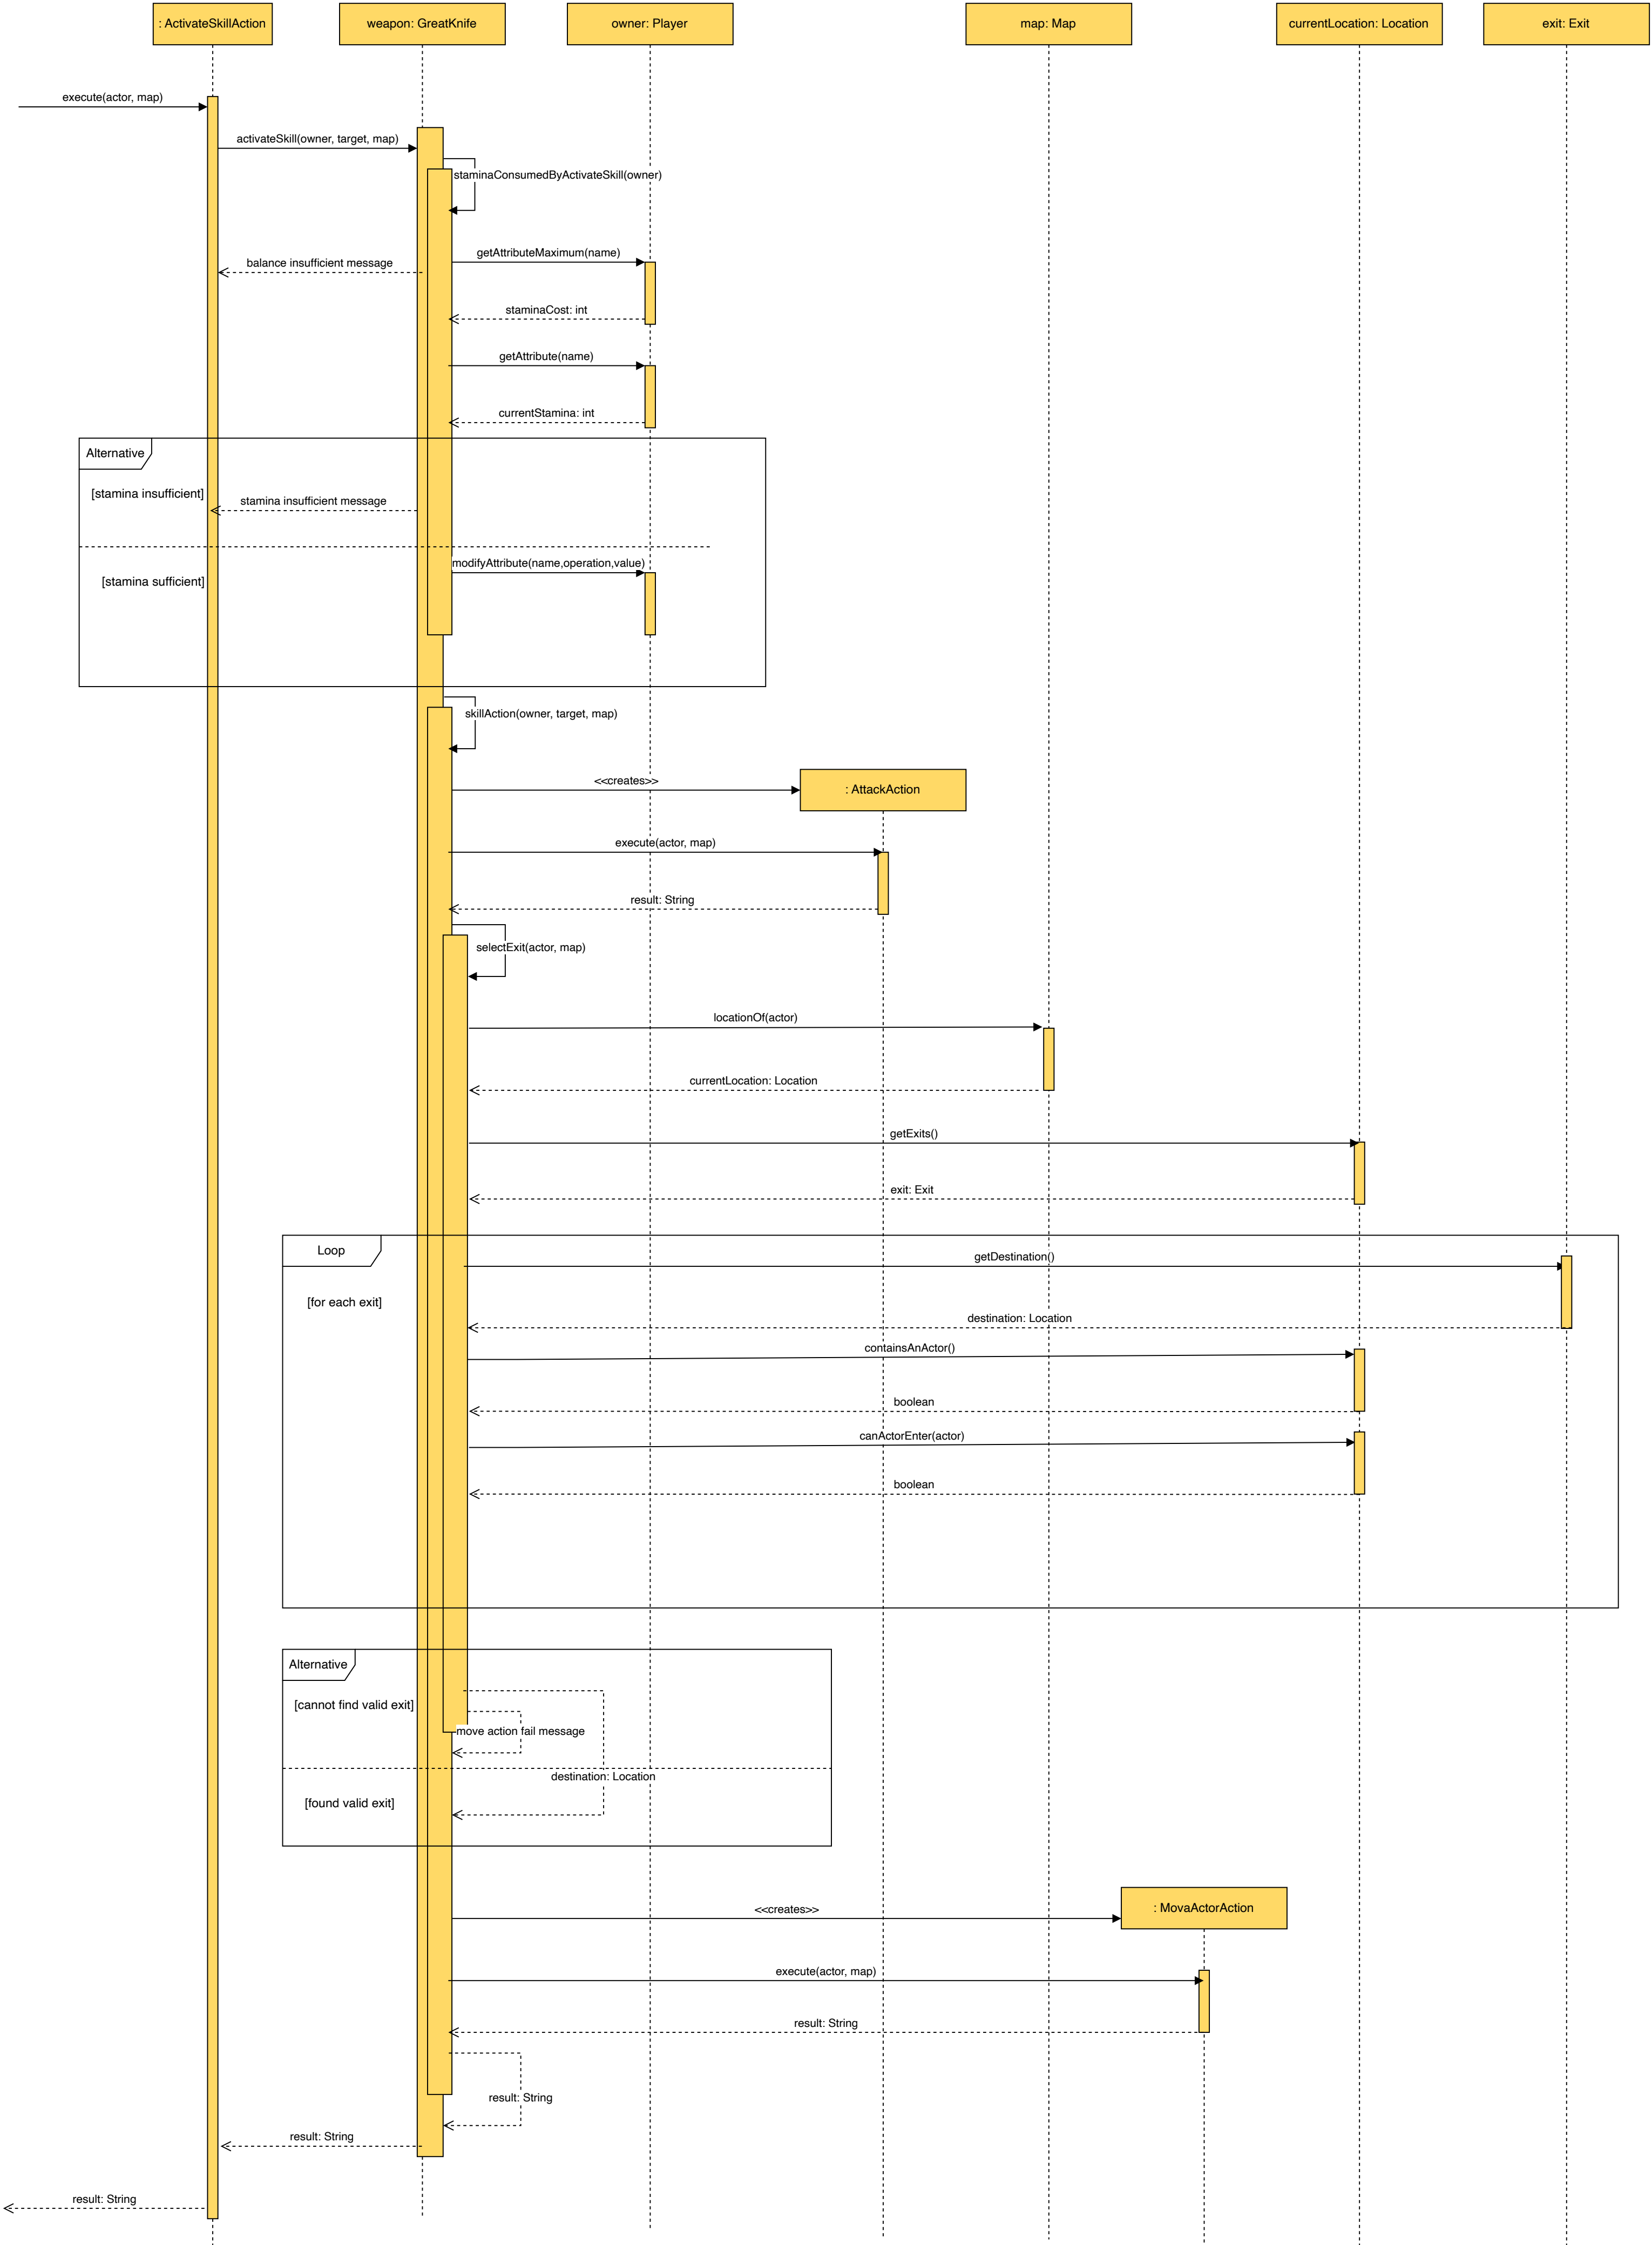 : ActivateSkillAction
weapon: GreatKnife
owner: Player
map: Map
currentLocation: Location
exit: Exit
execute(actor, map)
activateSkill(owner, target, map)
staminaConsumedByActivateSkill(owner)
getAttributeMaximum(name)
balance insufficient message
staminaCost: int
getAttribute(name)
currentStamina: int
Alternative
[stamina insufficient]
stamina insufficient message
modifyAttribute(name,operation,value)
[stamina sufficient]
skillAction(owner, target, map)
<<creates>>
: AttackAction
execute(actor, map)
result: String
selectExit(actor, map)
locationOf(actor)
currentLocation: Location
getExits()
exit: Exit
Loop
getDestination()
[for each exit]
destination: Location
containsAnActor()
boolean
canActorEnter(actor)
boolean
Alternative
[cannot find valid exit]
move action fail message
destination: Location
[found valid exit]
<<creates>>
: MovaActorAction
execute(actor, map)
result: String
result: String
result: String
result: String